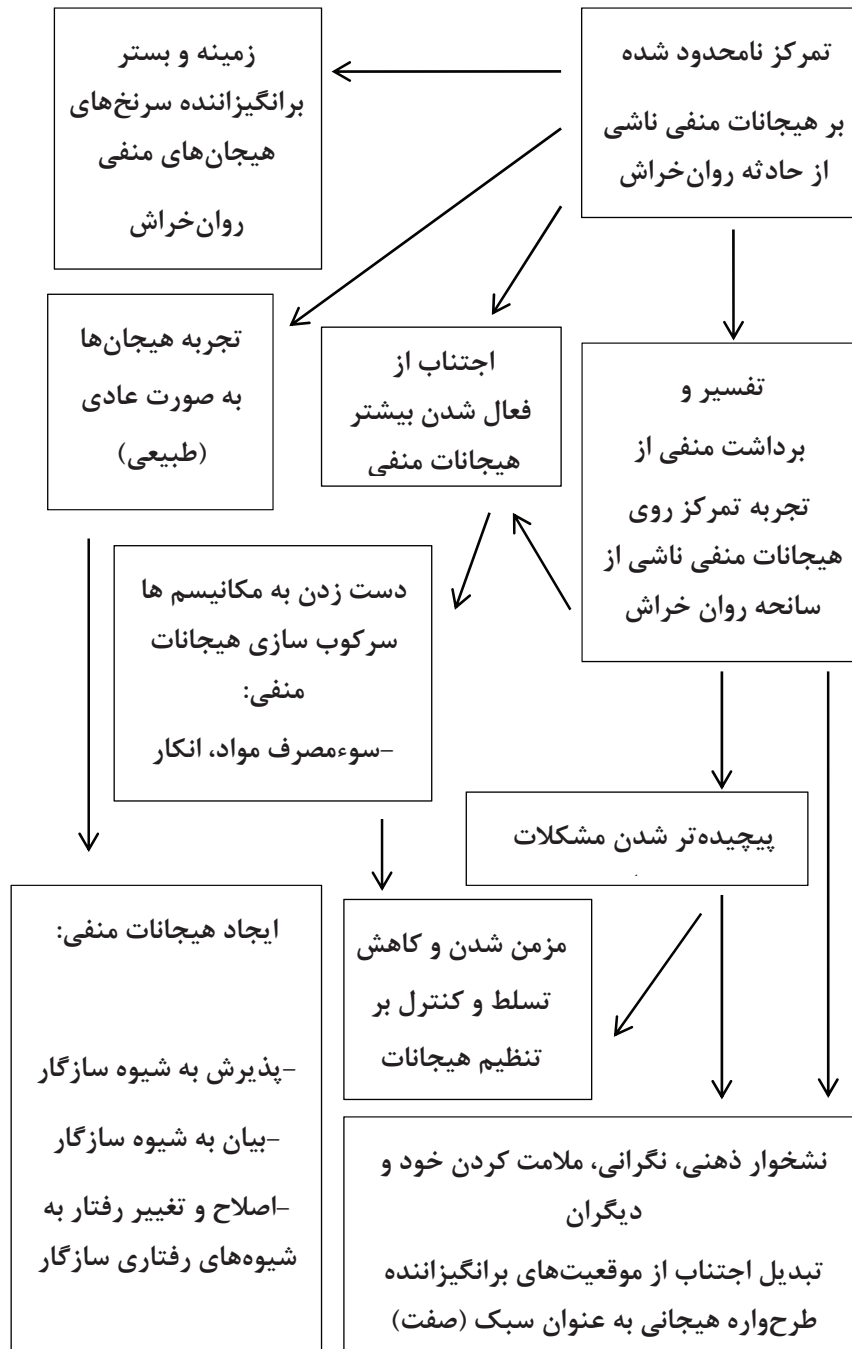 تمرکز نامحدود شده
بر هیجانات منفی ناشی
از حادثه روان‌خراش
زمینه و بستر
برانگیزاننده سرنخ‌های
هیجان‌های منفی
روان‌خراش
تجربه هیجان‌ها
به صورت عادی
(طبیعی)
اجتناب از
فعال شدن بیشتر
هیجانات منفی
تفسیر و
برداشت منفی از
تجربه تمرکز روی
هیجانات منفی ناشی از
سانحه روان خراش
دست زدن به مکانیسم ها
سرکوب سازی هیجانات
منفی:
-سوءمصرف مواد، انکار
پیچیده‌تر شدن مشکلات
.
مزمن شدن و کاهش
تسلط و کنترل بر
تنظیم هیجانات
ایجاد هیجانات منفی:
-پذیرش به شیوه سازگار
-بیان به شیوه سازگار
-اصلاح و تغییر رفتار به
شیوه‌های رفتاری سازگار
نشخوار ذهنی، نگرانی، ملامت کردن خود و
دیگران
تبدیل اجتناب از موقعیت‌های برانگیزاننده
طرح‌واره هیجانی به عنوان سبک (صفت)